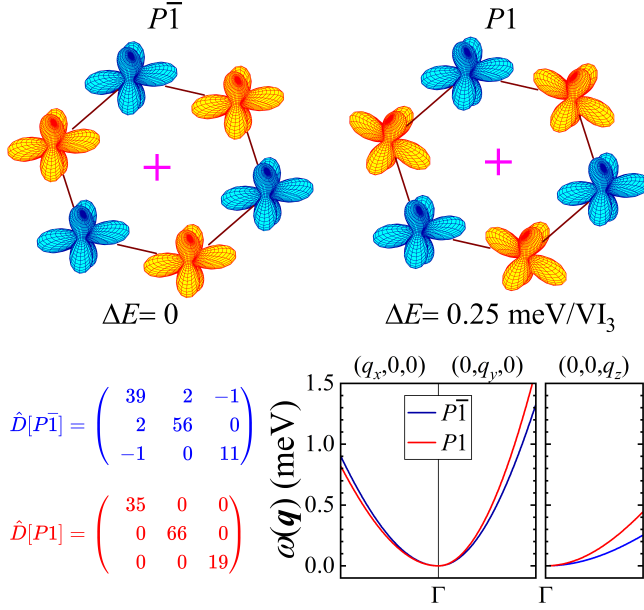 P1̅ P1
ΔE= 0 ΔE= 0.25 meV/VI₃
D̂[P1̅] = ( 39 2 −1
2 56 0
−1 0 11 )
D̂[P1] = ( 35 0 0
0 66 0
0 0 19 )
(qₓ,0,0) (0,q_y,0) (0,0,q_z)
ω(q) (meV)
1.5
1.0
0.5
0.0
P1̅
P1
Γ Γ